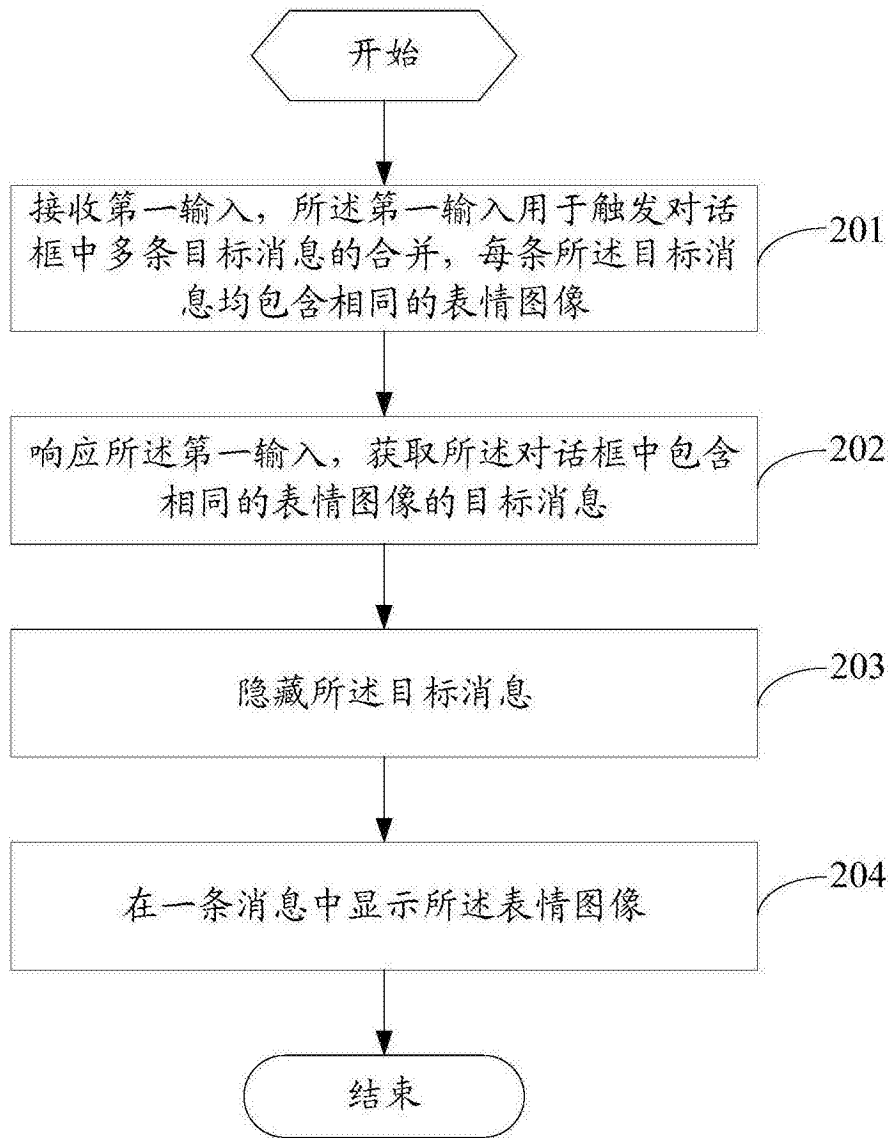 开始
接收第一输入，所述第一输入用于触发对话
框中多条目标消息的合并，每条所述目标消
息均包含相同的表情图像
201
响应所述第一输入，获取所述对话框中包含
相同的表情图像的目标消息
202
隐藏所述目标消息
203
在一条消息中显示所述表情图像
204
结束